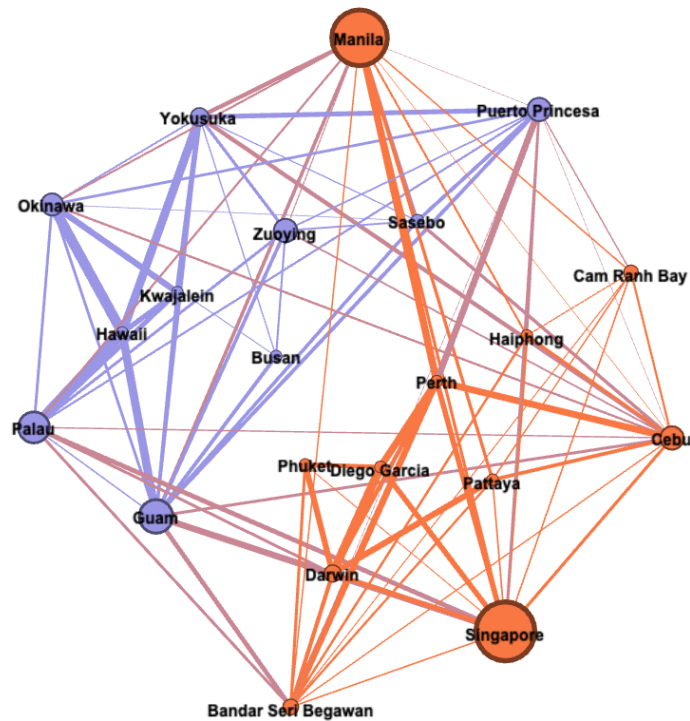 Manila
Puerto Princesa
Yokusuka
Okinawa
Sasebo
Zuoying
Cam Ranh Bay
Kwajalein
Hawaii
Haiphong
Busan
Perth
Palau
Cebu
Phuket
Diego Garcia
Pattaya
Guam
Darwin
Singapore
Bandar Seri Begawan